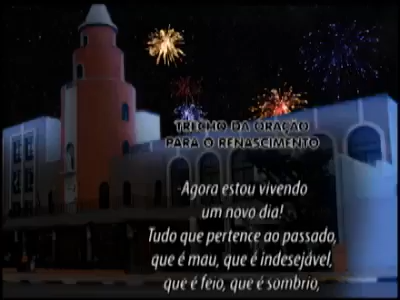 TRECHO DA ORAÇÃO
PARA O RENASCIMENTO
Agora estou vivendo
um novo dia!
Tudo que pertence ao passado,
que é mau, que é indesejável,
que é feio, que é sombrio,